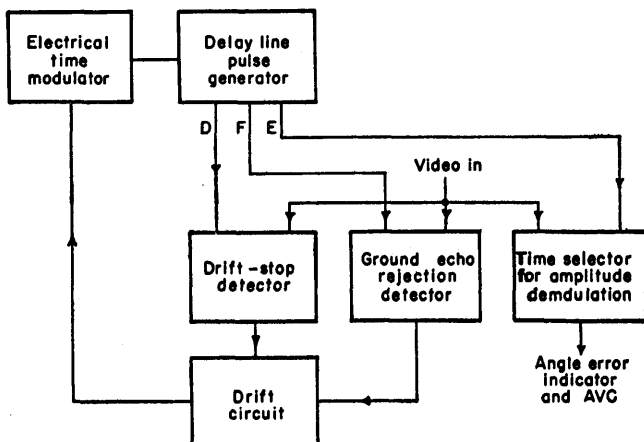 Electrical
time
modulator
Delay line
pulse
generator
D
F
E
Video in
Drift-stop
detector
Ground echo
rejection
detector
Time selector
for amplitude
demdulation
Drift
circuit
Angle error
indicator
and AVC